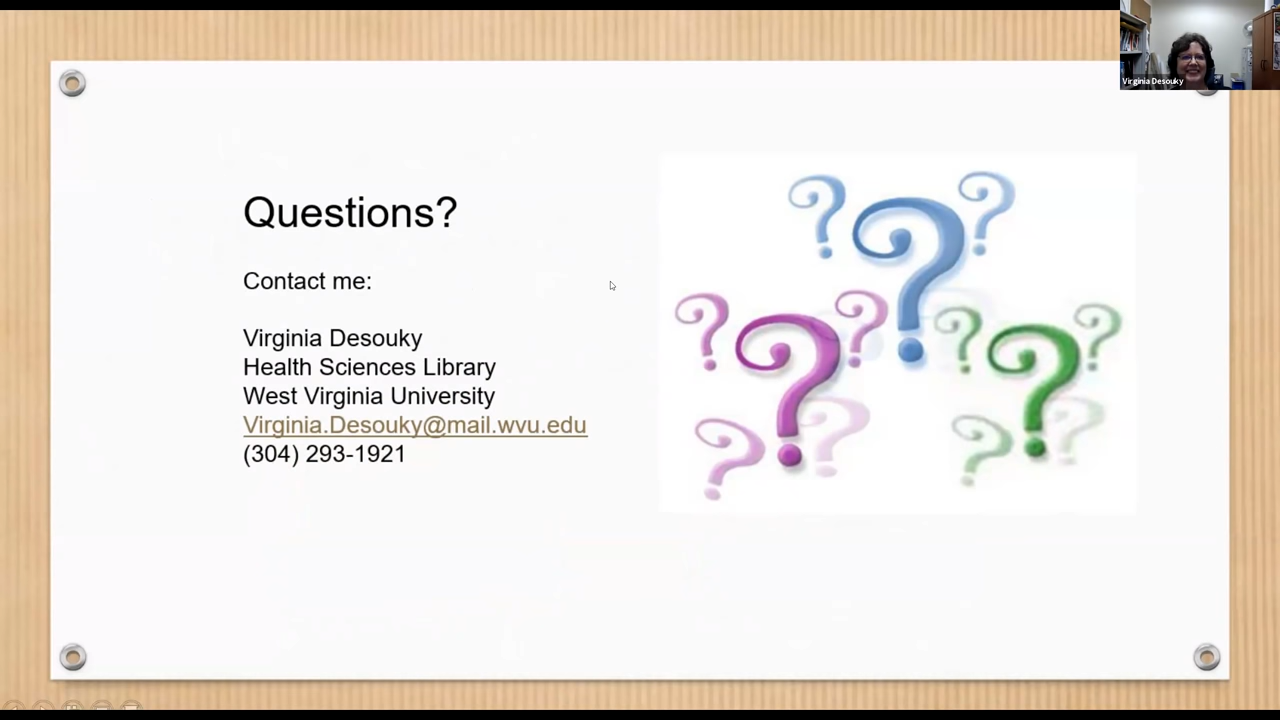 Virginia Desouky
Questions?
Contact me:
Virginia Desouky
Health Sciences Library
West Virginia University
Virginia.Desouky@mail.wvu.edu
(304) 293-1921